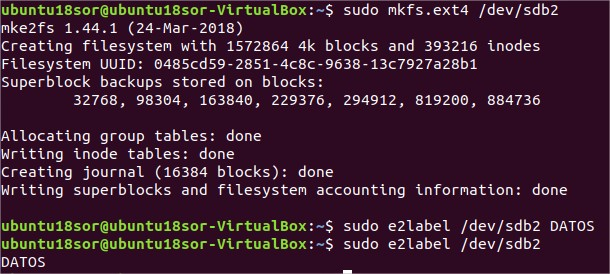 ubuntu18sor@ubuntu18sor-VirtualBox:~$ sudo mkfs.ext4 /dev/sdb2
mke2fs 1.44.1 (24-Mar-2018)
Creating filesystem with 1572864 4k blocks and 393216 inodes
Filesystem UUID: 0485cd59-2851-4c8c-9638-13c7927a28b1
Superblock backups stored on blocks:
        32768, 98304, 163840, 229376, 294912, 819200, 884736

Allocating group tables: done
Writing inode tables: done
Creating journal (16384 blocks): done
Writing superblocks and filesystem accounting information: done

ubuntu18sor@ubuntu18sor-VirtualBox:~$ sudo e2label /dev/sdb2 DATOS
ubuntu18sor@ubuntu18sor-VirtualBox:~$ sudo e2label /dev/sdb2
DATOS